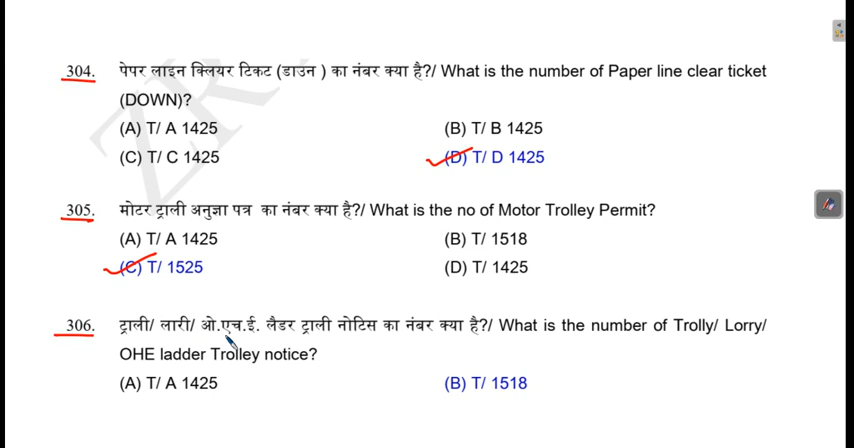 304. पेपर लाइन क्लियर टिकट (डाउन ) का नंबर क्या है?/ What is the number of Paper line clear ticket
(DOWN)?
(A) T/ A 1425 (B) T/ B 1425
(C) T/ C 1425 (D) T/ D 1425
305. मोटर ट्राली अनुज्ञा पत्र का नंबर क्या है?/ What is the no of Motor Trolley Permit?
(A) T/ A 1425 (B) T/ 1518
(C) T/ 1525 (D) T/ 1425
306. ट्राली/ लारी/ ओ.एच.ई. लैडर ट्राली नोटिस का नंबर क्या है?/ What is the number of Trolly/ Lorry/
OHE ladder Trolley notice?
(A) T/ A 1425 (B) T/ 1518